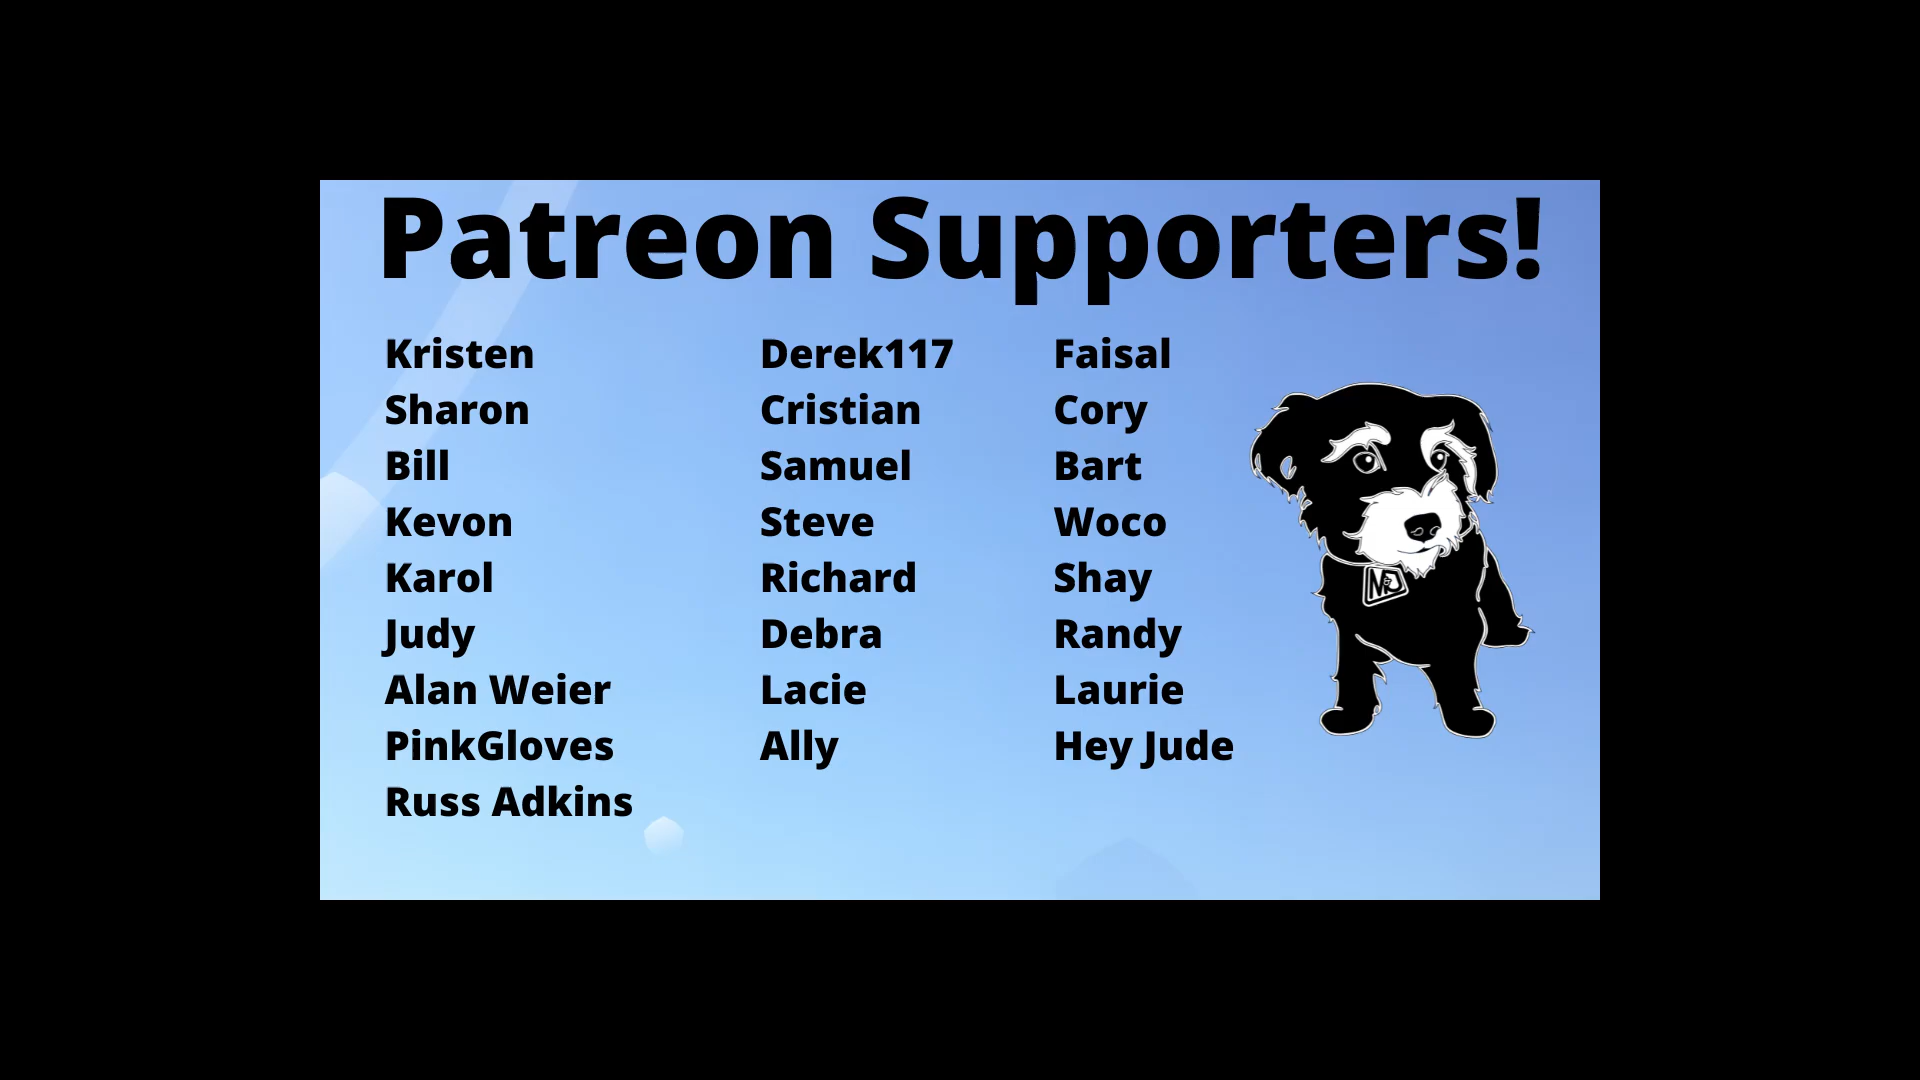 Patreon Supporters!
Kristen
Sharon
Bill
Kevon
Karol
Judy
Alan Weier
PinkGloves
Russ Adkins
Derek117
Cristian
Samuel
Steve
Richard
Debra
Lacie
Ally
Faisal
Cory
Bart
Woco
Shay
Randy
Laurie
Hey Jude